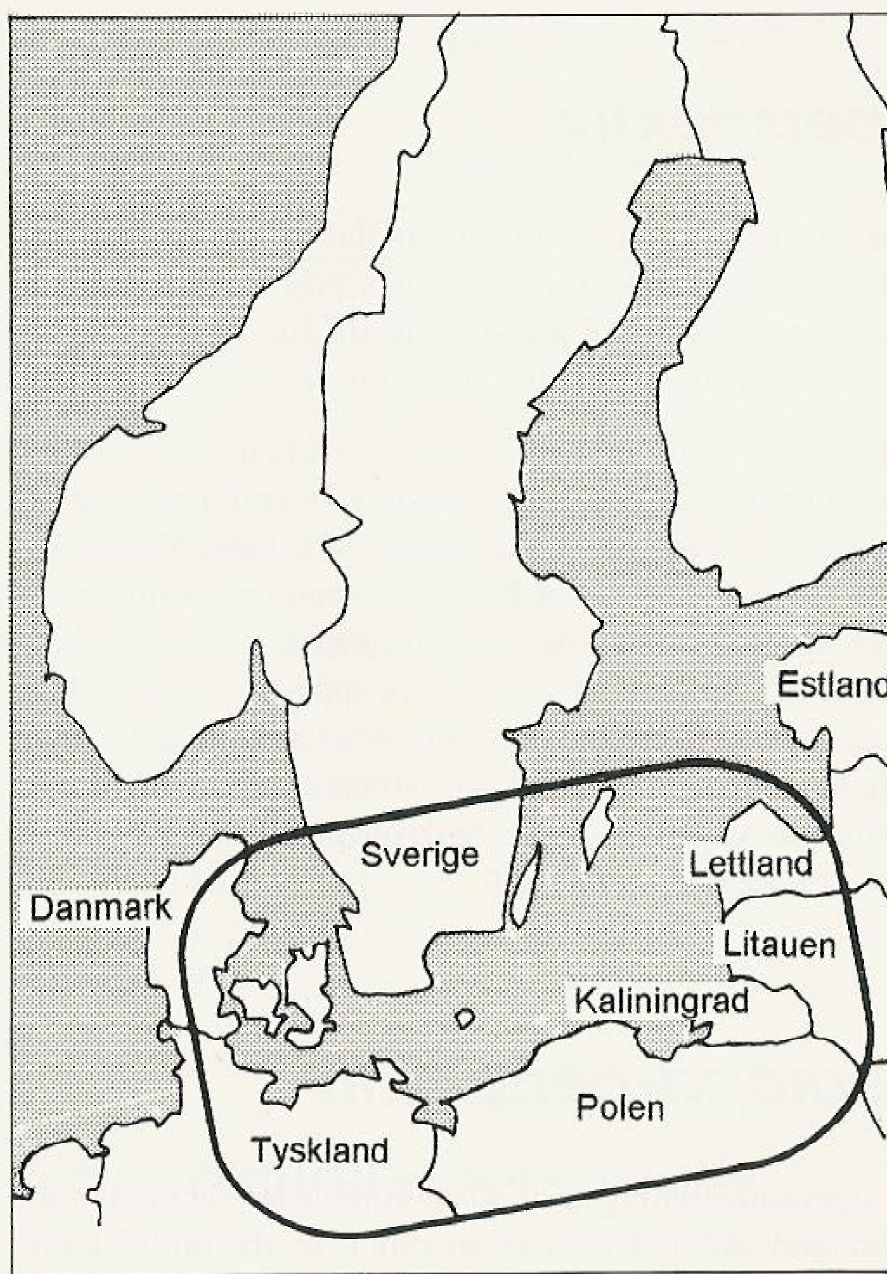 Estland
Sverige
Lettland
Danmark
Litauen
Kaliningrad
Polen
Tyskland